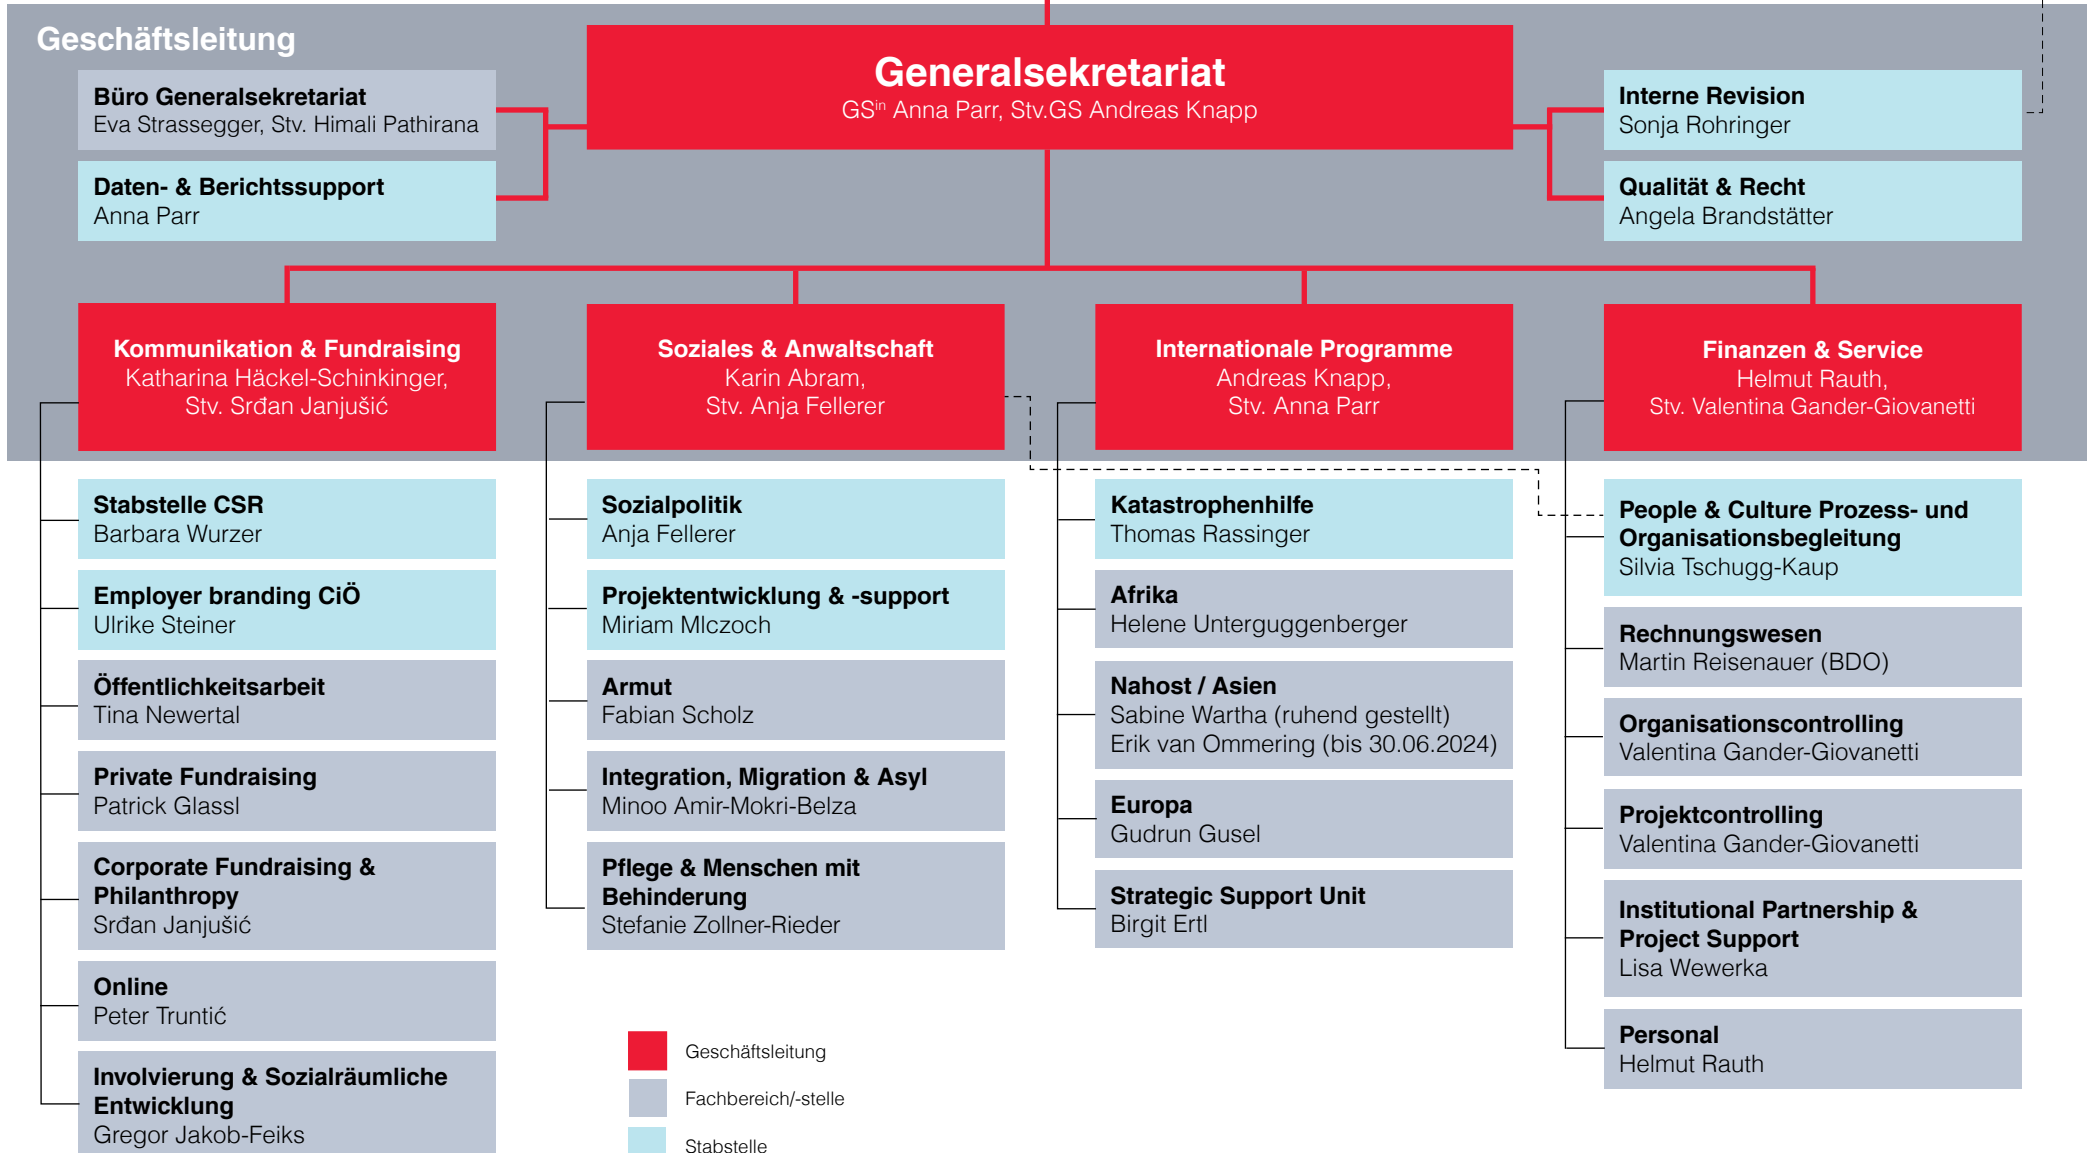 Geschäftsleitung
Generalsekretariat
GSin Anna Parr, Stv.GS Andreas Knapp
Büro Generalsekretariat
Eva Strassegger, Stv. Himali Pathirana
Daten- & Berichtssupport
Anna Parr
Interne Revision
Sonja Rohringer
Qualität & Recht
Angela Brandstätter
Kommunikation & Fundraising
Katharina Häckel-Schinkinger,
Stv. Srđan Janjušić
Soziales & Anwaltschaft
Karin Abram,
Stv. Anja Fellerer
Internationale Programme
Andreas Knapp,
Stv. Anna Parr
Finanzen & Service
Helmut Rauth,
Stv. Valentina Gander-Giovanetti
Stabstelle CSR
Barbara Wurzer
Employer branding CiÖ
Ulrike Steiner
Öffentlichkeitsarbeit
Tina Newertal
Private Fundraising
Patrick Glassl
Corporate Fundraising &
Philanthropy
Srđan Janjušić
Online
Peter Truntić
Involvierung & Sozialräumliche
Entwicklung
Gregor Jakob-Feiks
Sozialpolitik
Anja Fellerer
Projektentwicklung & -support
Miriam Mlczoch
Armut
Fabian Scholz
Integration, Migration & Asyl
Minoo Amir-Mokri-Belza
Pflege & Menschen mit
Behinderung
Stefanie Zollner-Rieder
Katastrophenhilfe
Thomas Rassinger
Afrika
Helene Unterguggenberger
Nahost / Asien
Sabine Wartha (ruhend gestellt)
Erik van Ommering (bis 30.06.2024)
Europa
Gudrun Gusel
Strategic Support Unit
Birgit Ertl
People & Culture Prozess- und
Organisationsbegleitung
Silvia Tschugg-Kaup
Rechnungswesen
Martin Reisenauer (BDO)
Organisationscontrolling
Valentina Gander-Giovanetti
Projektcontrolling
Valentina Gander-Giovanetti
Institutional Partnership &
Project Support
Lisa Wewerka
Personal
Helmut Rauth
Geschäftsleitung
Fachbereich/-stelle
Stabstelle